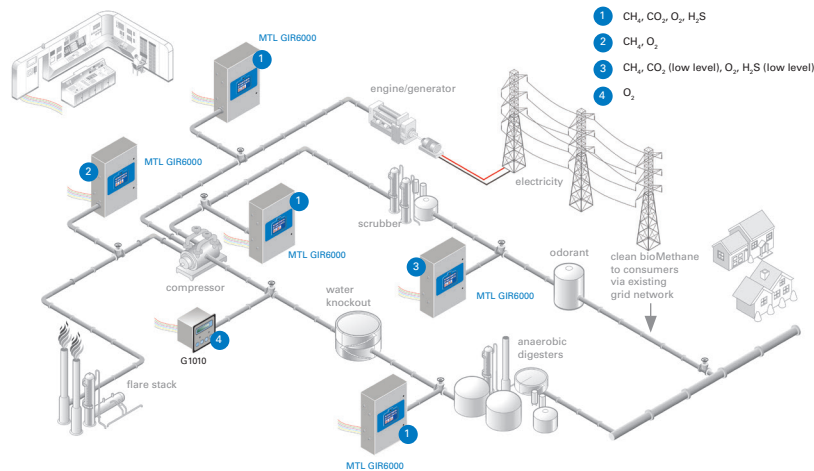 MTL GIR6000
1
1 CH₄, CO₂, O₂, H₂S
2 CH₄, O₂
3 CH₄, CO₂ (low level), O₂, H₂S (low level)
4 O₂
engine/generator
MTL GIR6000
2
electricity
1
MTL GIR6000
scrubber
compressor
3
MTL GIR6000
odorant
clean bioMethane
to consumers
via existing
grid network
water
knockout
4
G1010
flare stack
anaerobic
digesters
1
MTL GIR6000